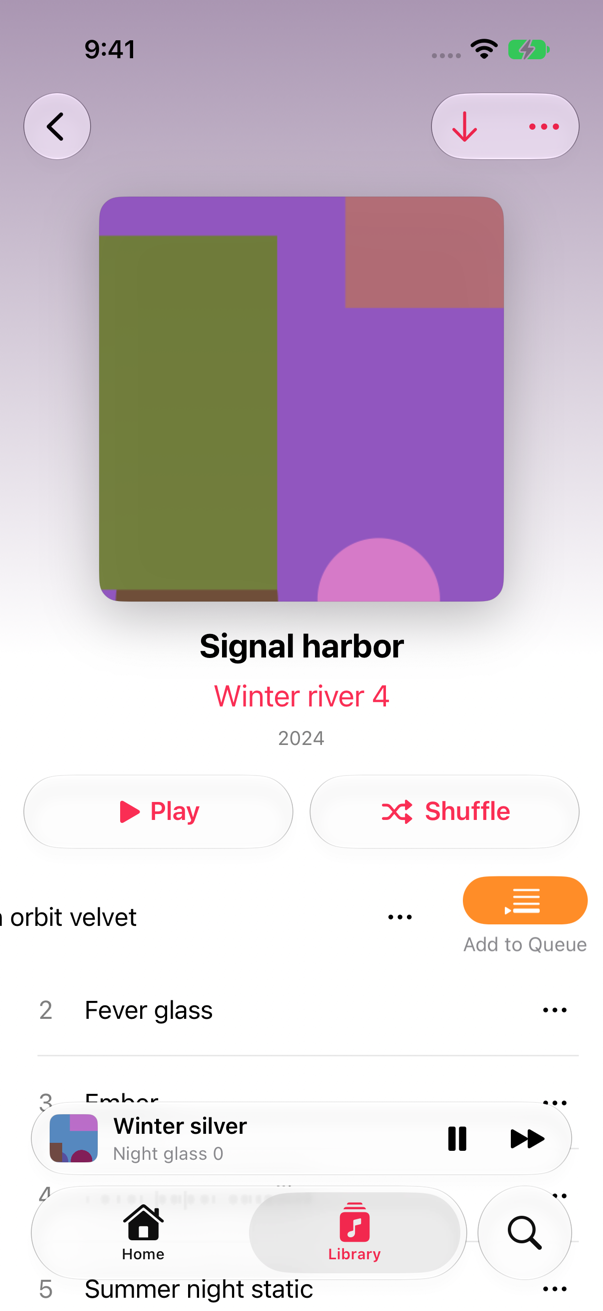 9:41
Signal harbor
Winter river 4
2024
Play
Shuffle
orbit velvet
Add to Queue
2
Fever glass
3
Ember
Winter silver
Night glass 0
4
Home
Library
5
Summer night static